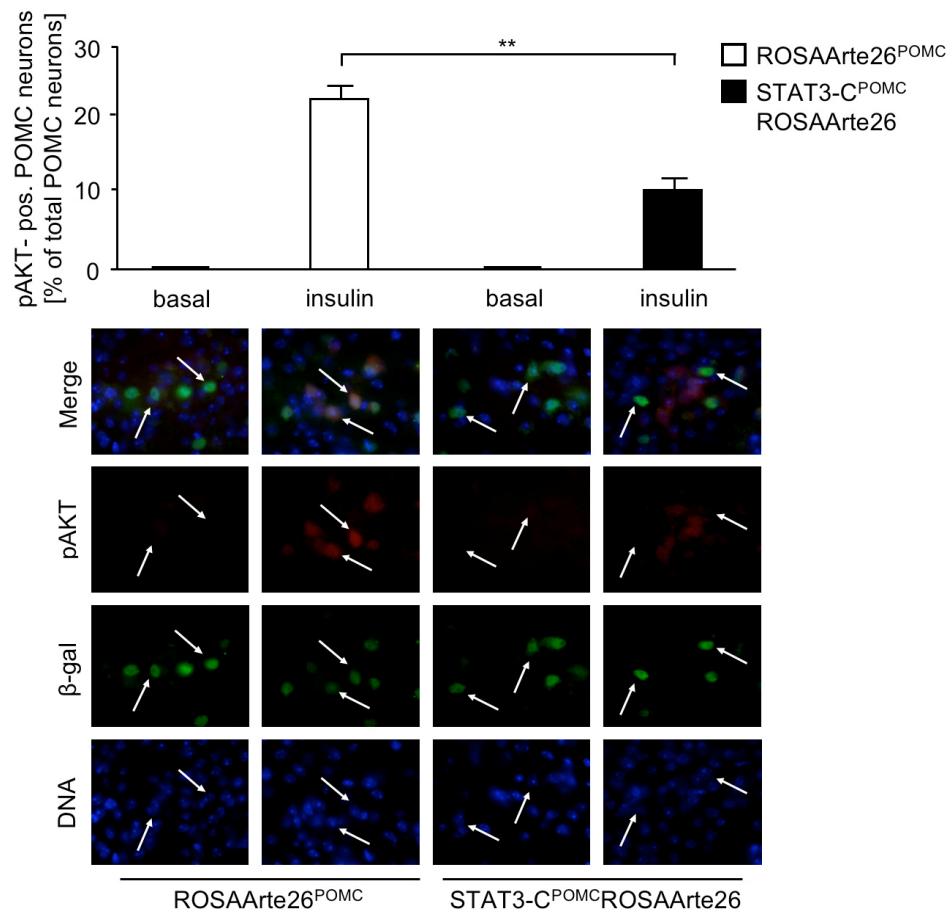 pAKT- pos. POMC neurons
[% of total POMC neurons]
30
20
10
0
**
ROSAArte26POMC
STAT3-CPOMC
ROSAArte26
basal
insulin
basal
insulin
Merge
pAKT
β-gal
DNA
ROSAArte26POMC
STAT3-CPOMCROSAArte26